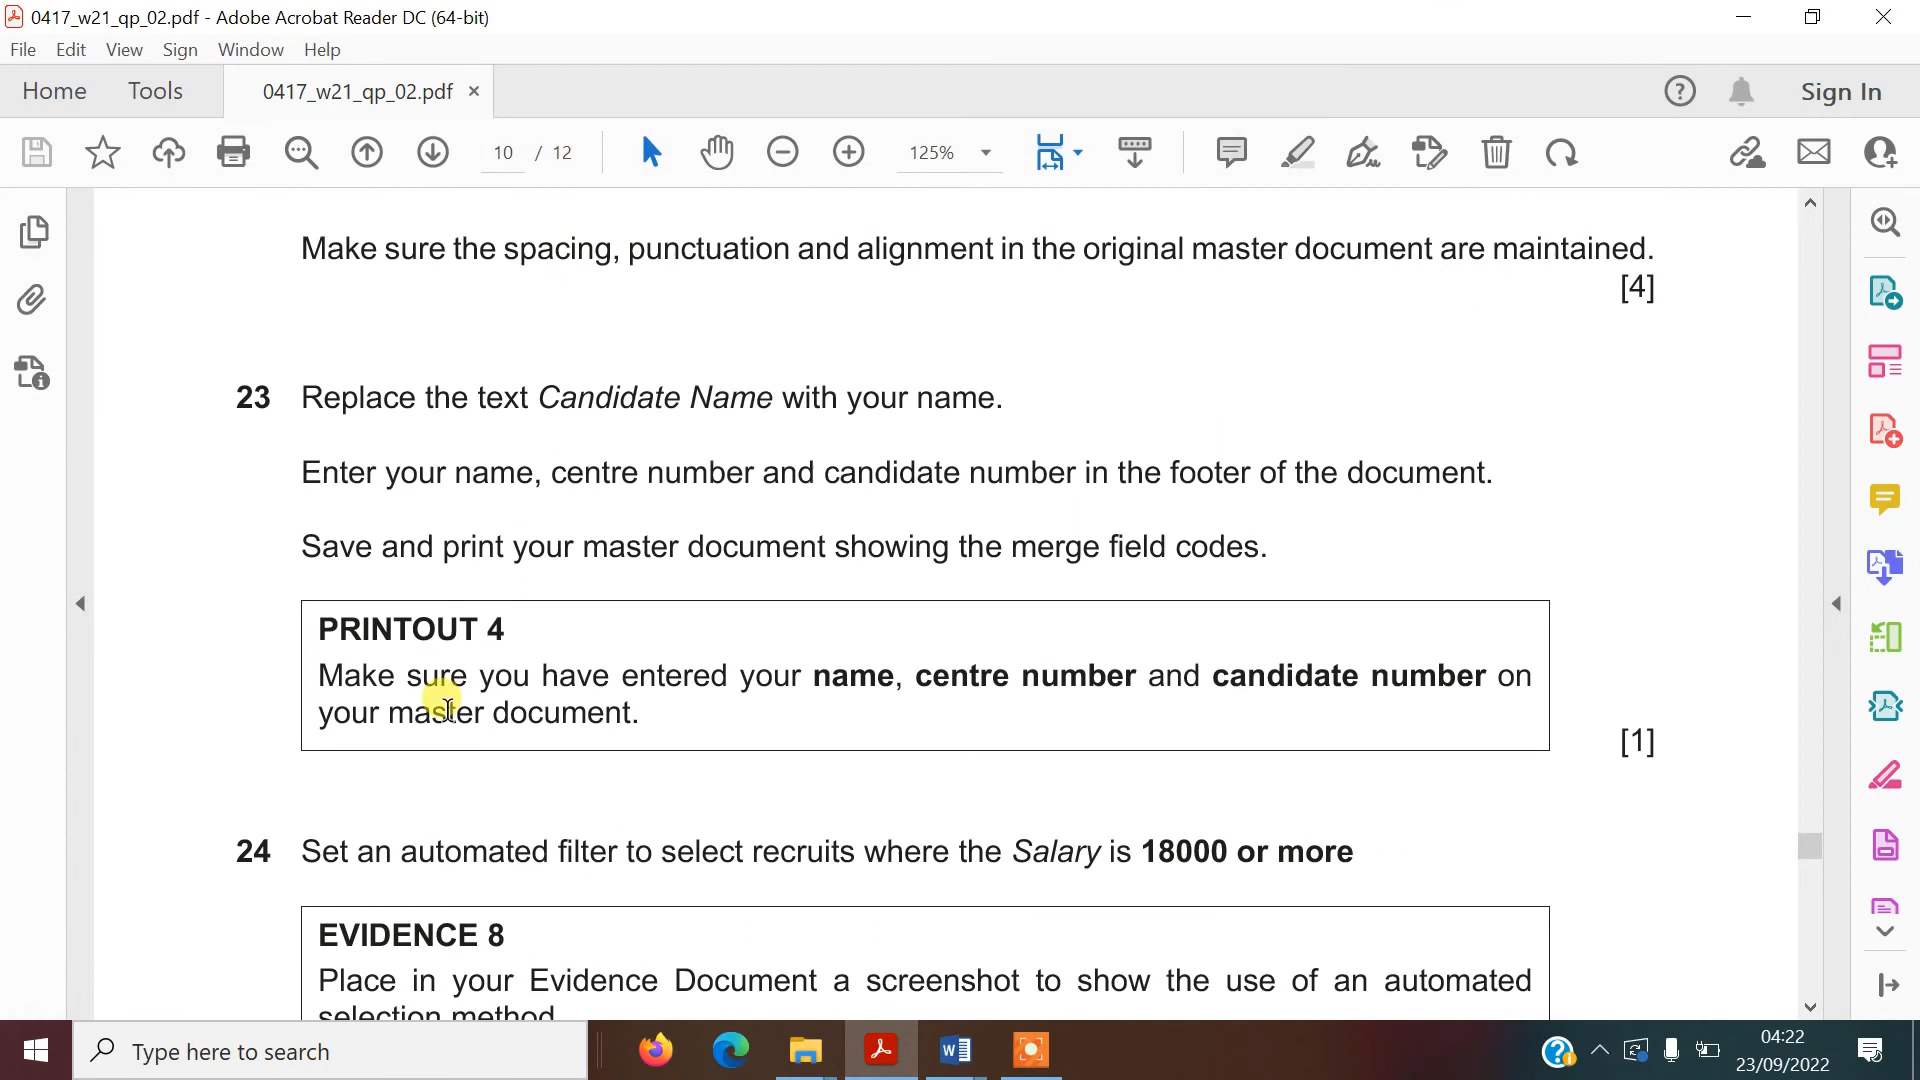 0417_w21_qp_02.pdf - Adobe Acrobat Reader DC (64-bit)
File Edit View Sign Window Help
Home Tools 0417_w21_qp_02.pdf × Sign In
10 / 12 125%
Make sure the spacing, punctuation and alignment in the original master document are maintained.
[4]
23 Replace the text Candidate Name with your name.
Enter your name, centre number and candidate number in the footer of the document.
Save and print your master document showing the merge field codes.
PRINTOUT 4
Make sure you have entered your name, centre number and candidate number on
your master document.
[1]
24 Set an automated filter to select recruits where the Salary is 18000 or more
EVIDENCE 8
Place in your Evidence Document a screenshot to show the use of an automated
selection method
Type here to search
04:22
23/09/2022